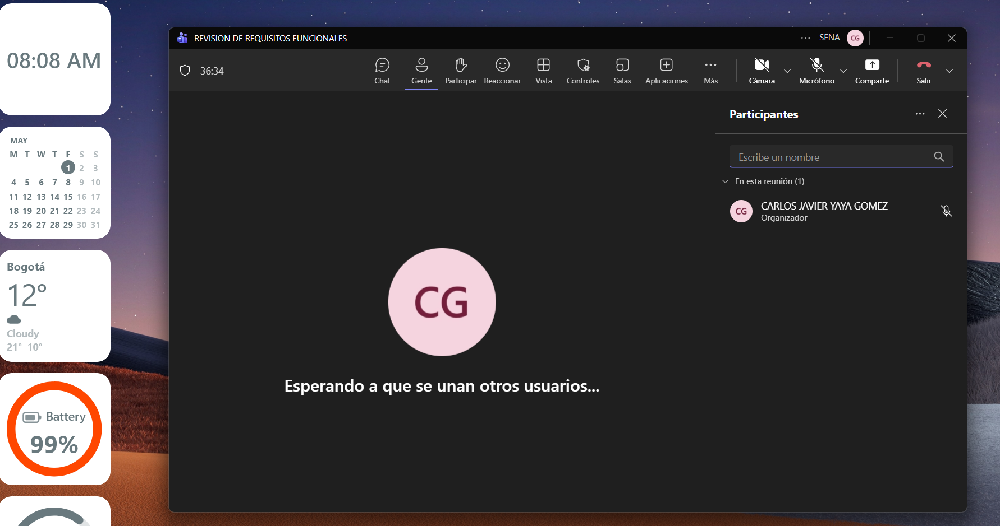 08:08 AM
MAY
M T W T F S S
1 2 3
4 5 6 7 8 9 10
11 12 13 14 15 16 17
18 19 20 21 22 23 24
25 26 27 28 29 30 31
Bogotá
12°
Cloudy
21° 10°
Battery
99%
REVISION DE REQUISITOS FUNCIONALES
SENA CG
36:34
Chat Gente Participar Reaccionar Vista Controles Salas Aplicaciones Más Cámara Micrófono Comparte Salir
CG
Esperando a que se unan otros usuarios...
Participantes
Escribe un nombre
En esta reunión (1)
CG
CARLOS JAVIER YAYA GOMEZ
Organizador